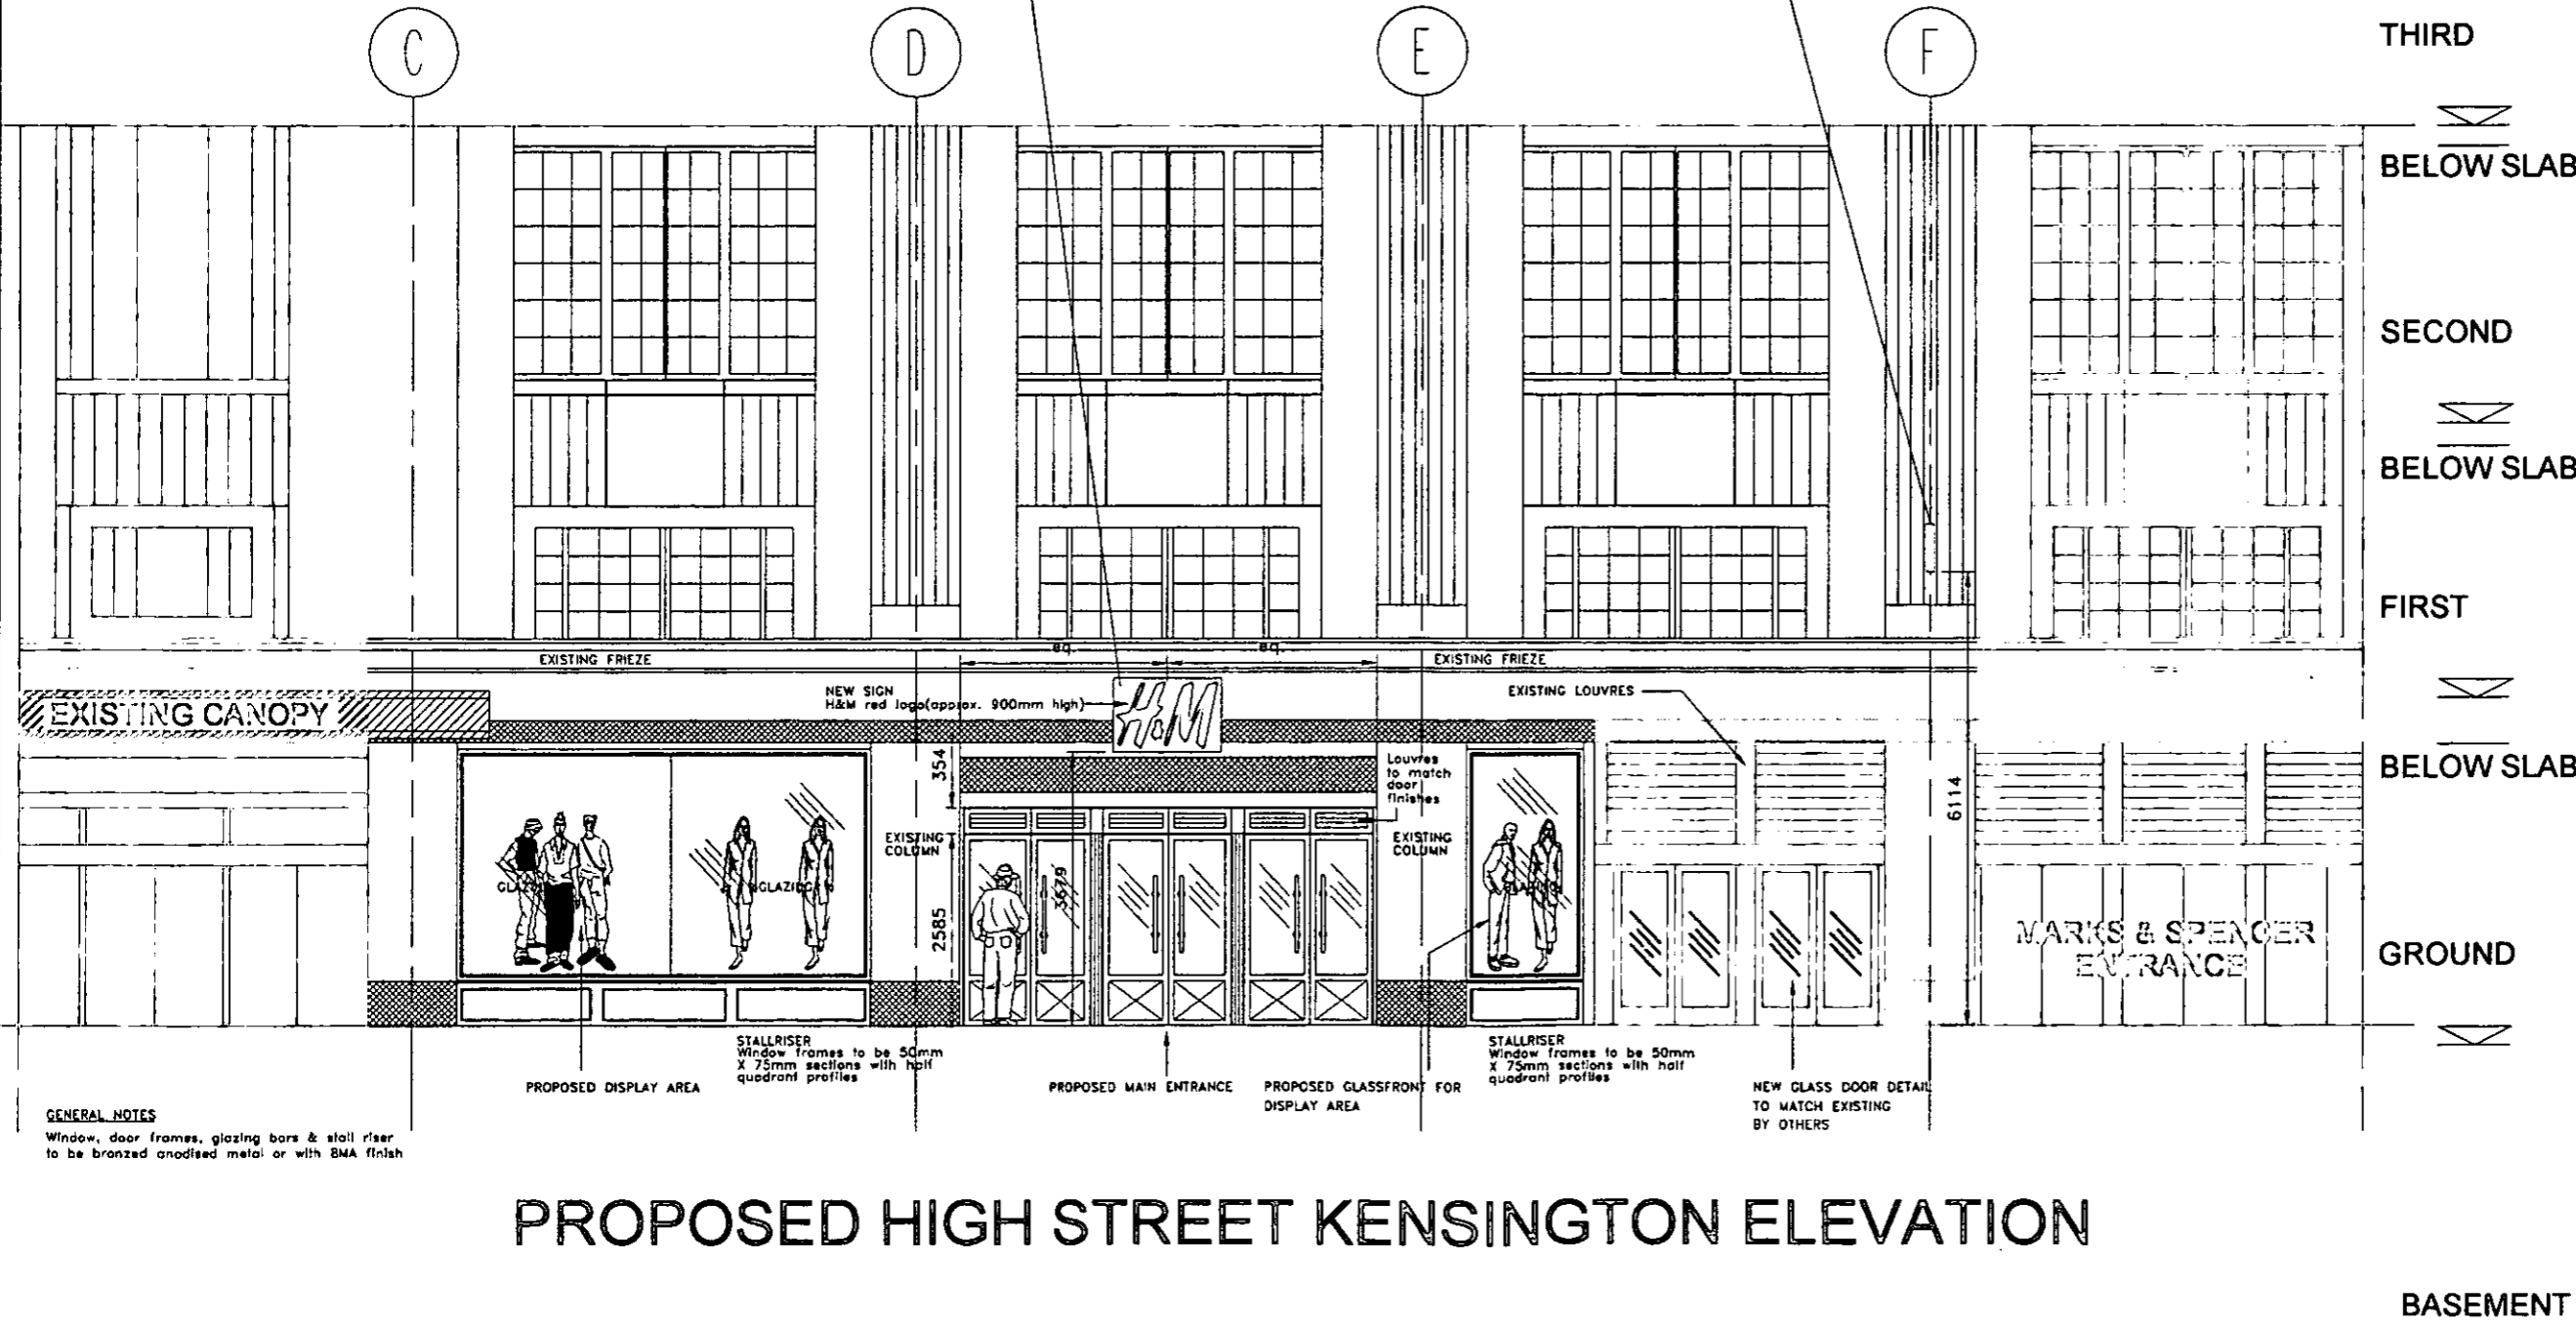 C
D
E
F
THIRD
BELOW SLAB
SECOND
BELOW SLAB
FIRST
EXISTING FRIEZE
eq.
eq.
EXISTING FRIEZE
NEW SIGN
H&M red logo(approx. 900mm high)
H&M
EXISTING LOUVRES
EXISTING CANOPY
354
Louvres
to match
door
finishes
BELOW SLAB
6114
EXISTING
COLUMN
EXISTING
COLUMN
GLAZING
3679
2585
MARKS & SPENCER
ENTRANCE
GROUND
STALLRISER
Window frames to be 50mm
X 75mm sections with half
quadrant profiles
STALLRISER
Window frames to be 50mm
X 75mm sections with half
quadrant profiles
PROPOSED DISPLAY AREA
PROPOSED MAIN ENTRANCE
PROPOSED GLASSFRONT FOR
DISPLAY AREA
NEW GLASS DOOR DETAIL
TO MATCH EXISTING
BY OTHERS
GENERAL NOTES
Window, door frames, glazing bars & stall riser
to be bronzed anodised metal or with BMA finish
PROPOSED HIGH STREET KENSINGTON ELEVATION
BASEMENT